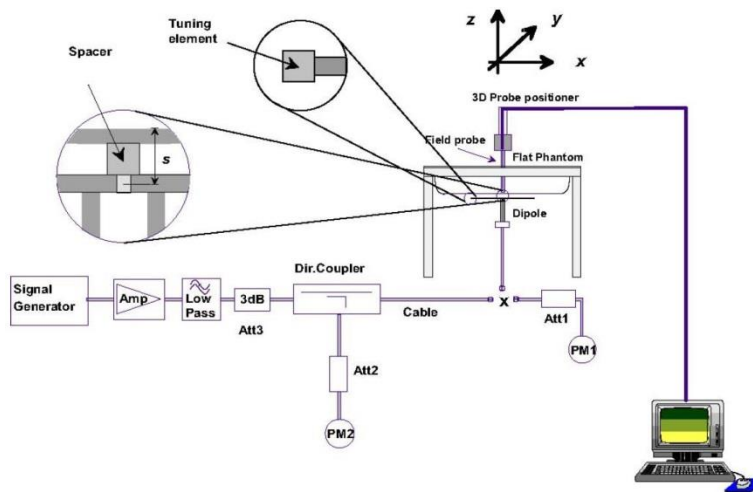 Tuning
element
Spacer
s
z
y
x
3D Probe positioner
Field probe
Flat Phantom
Dipole
Signal
Generator
Amp
Low
Pass
3dB
Att3
Dir.Coupler
Cable
x
Att1
PM1
Att2
PM2